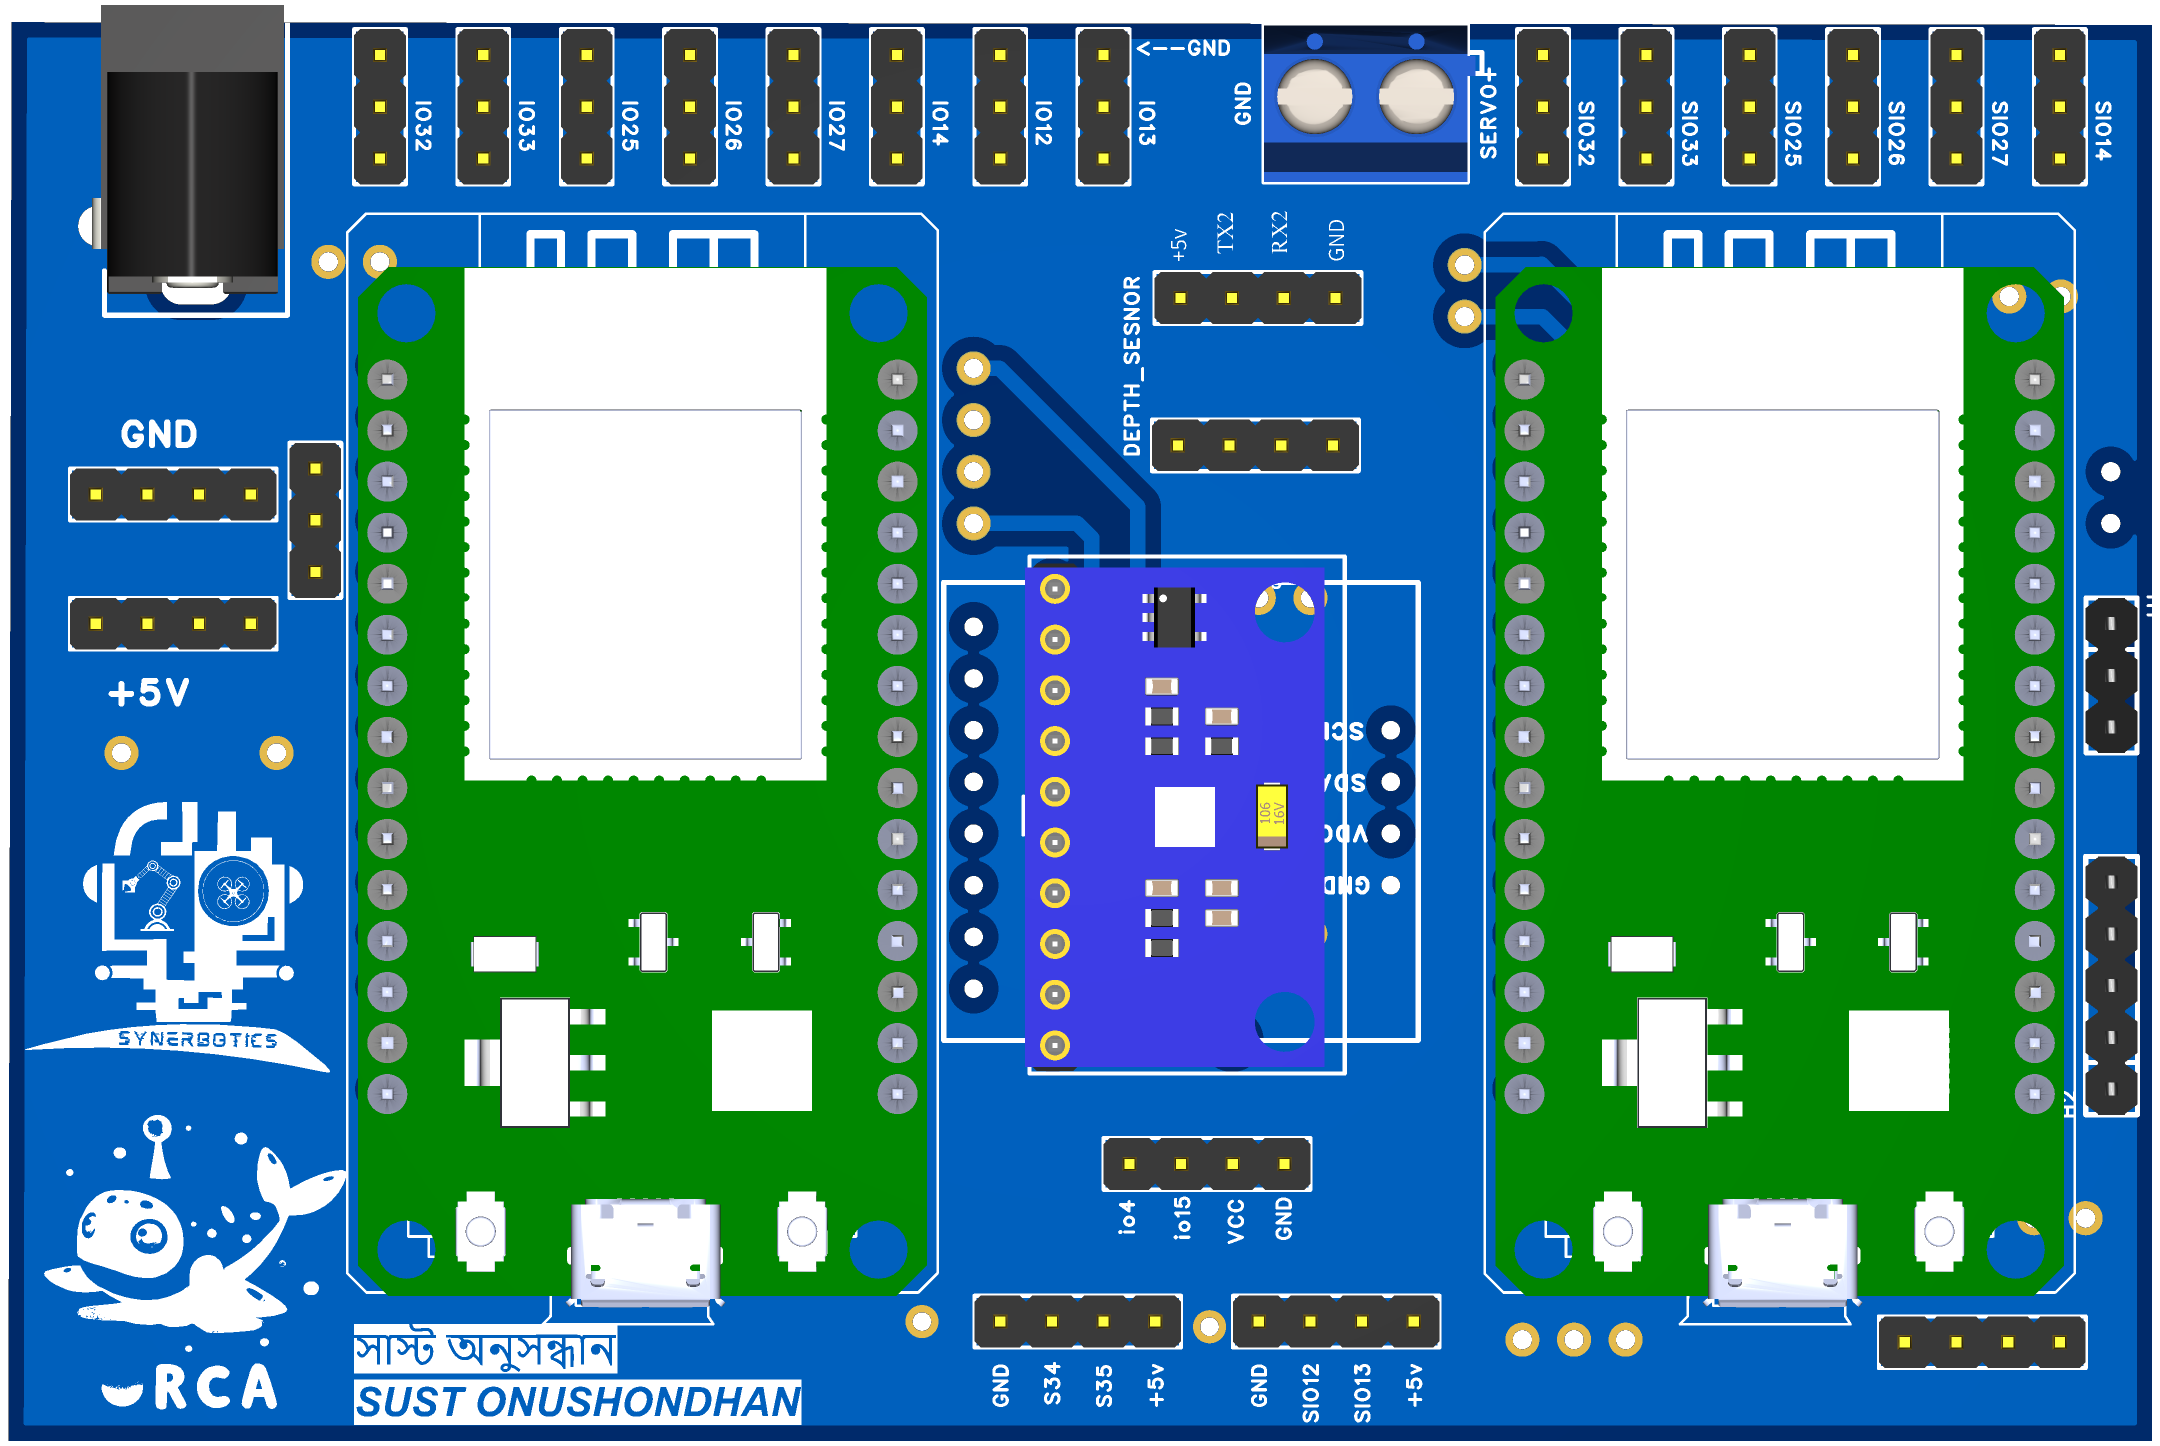 <--GND
IO32
IO33
IO25
IO26
IO27
IO14
IO12
IO13
GND
SERVO+
SIO32
SIO33
SIO25
SIO26
SIO27
SIO14
+5v
TX2
RX2
GND
DEPTH_SESNOR
GND
+5V
SDA
VDC
GND
106
16V
SYNERBOTICS
io4
io15
VCC
GND
H2
ORCA
সাস্ট অনুসন্ধান
SUST ONUSHONDHAN
GND
S34
S35
+5v
GND
SIO12
SIO13
+5v